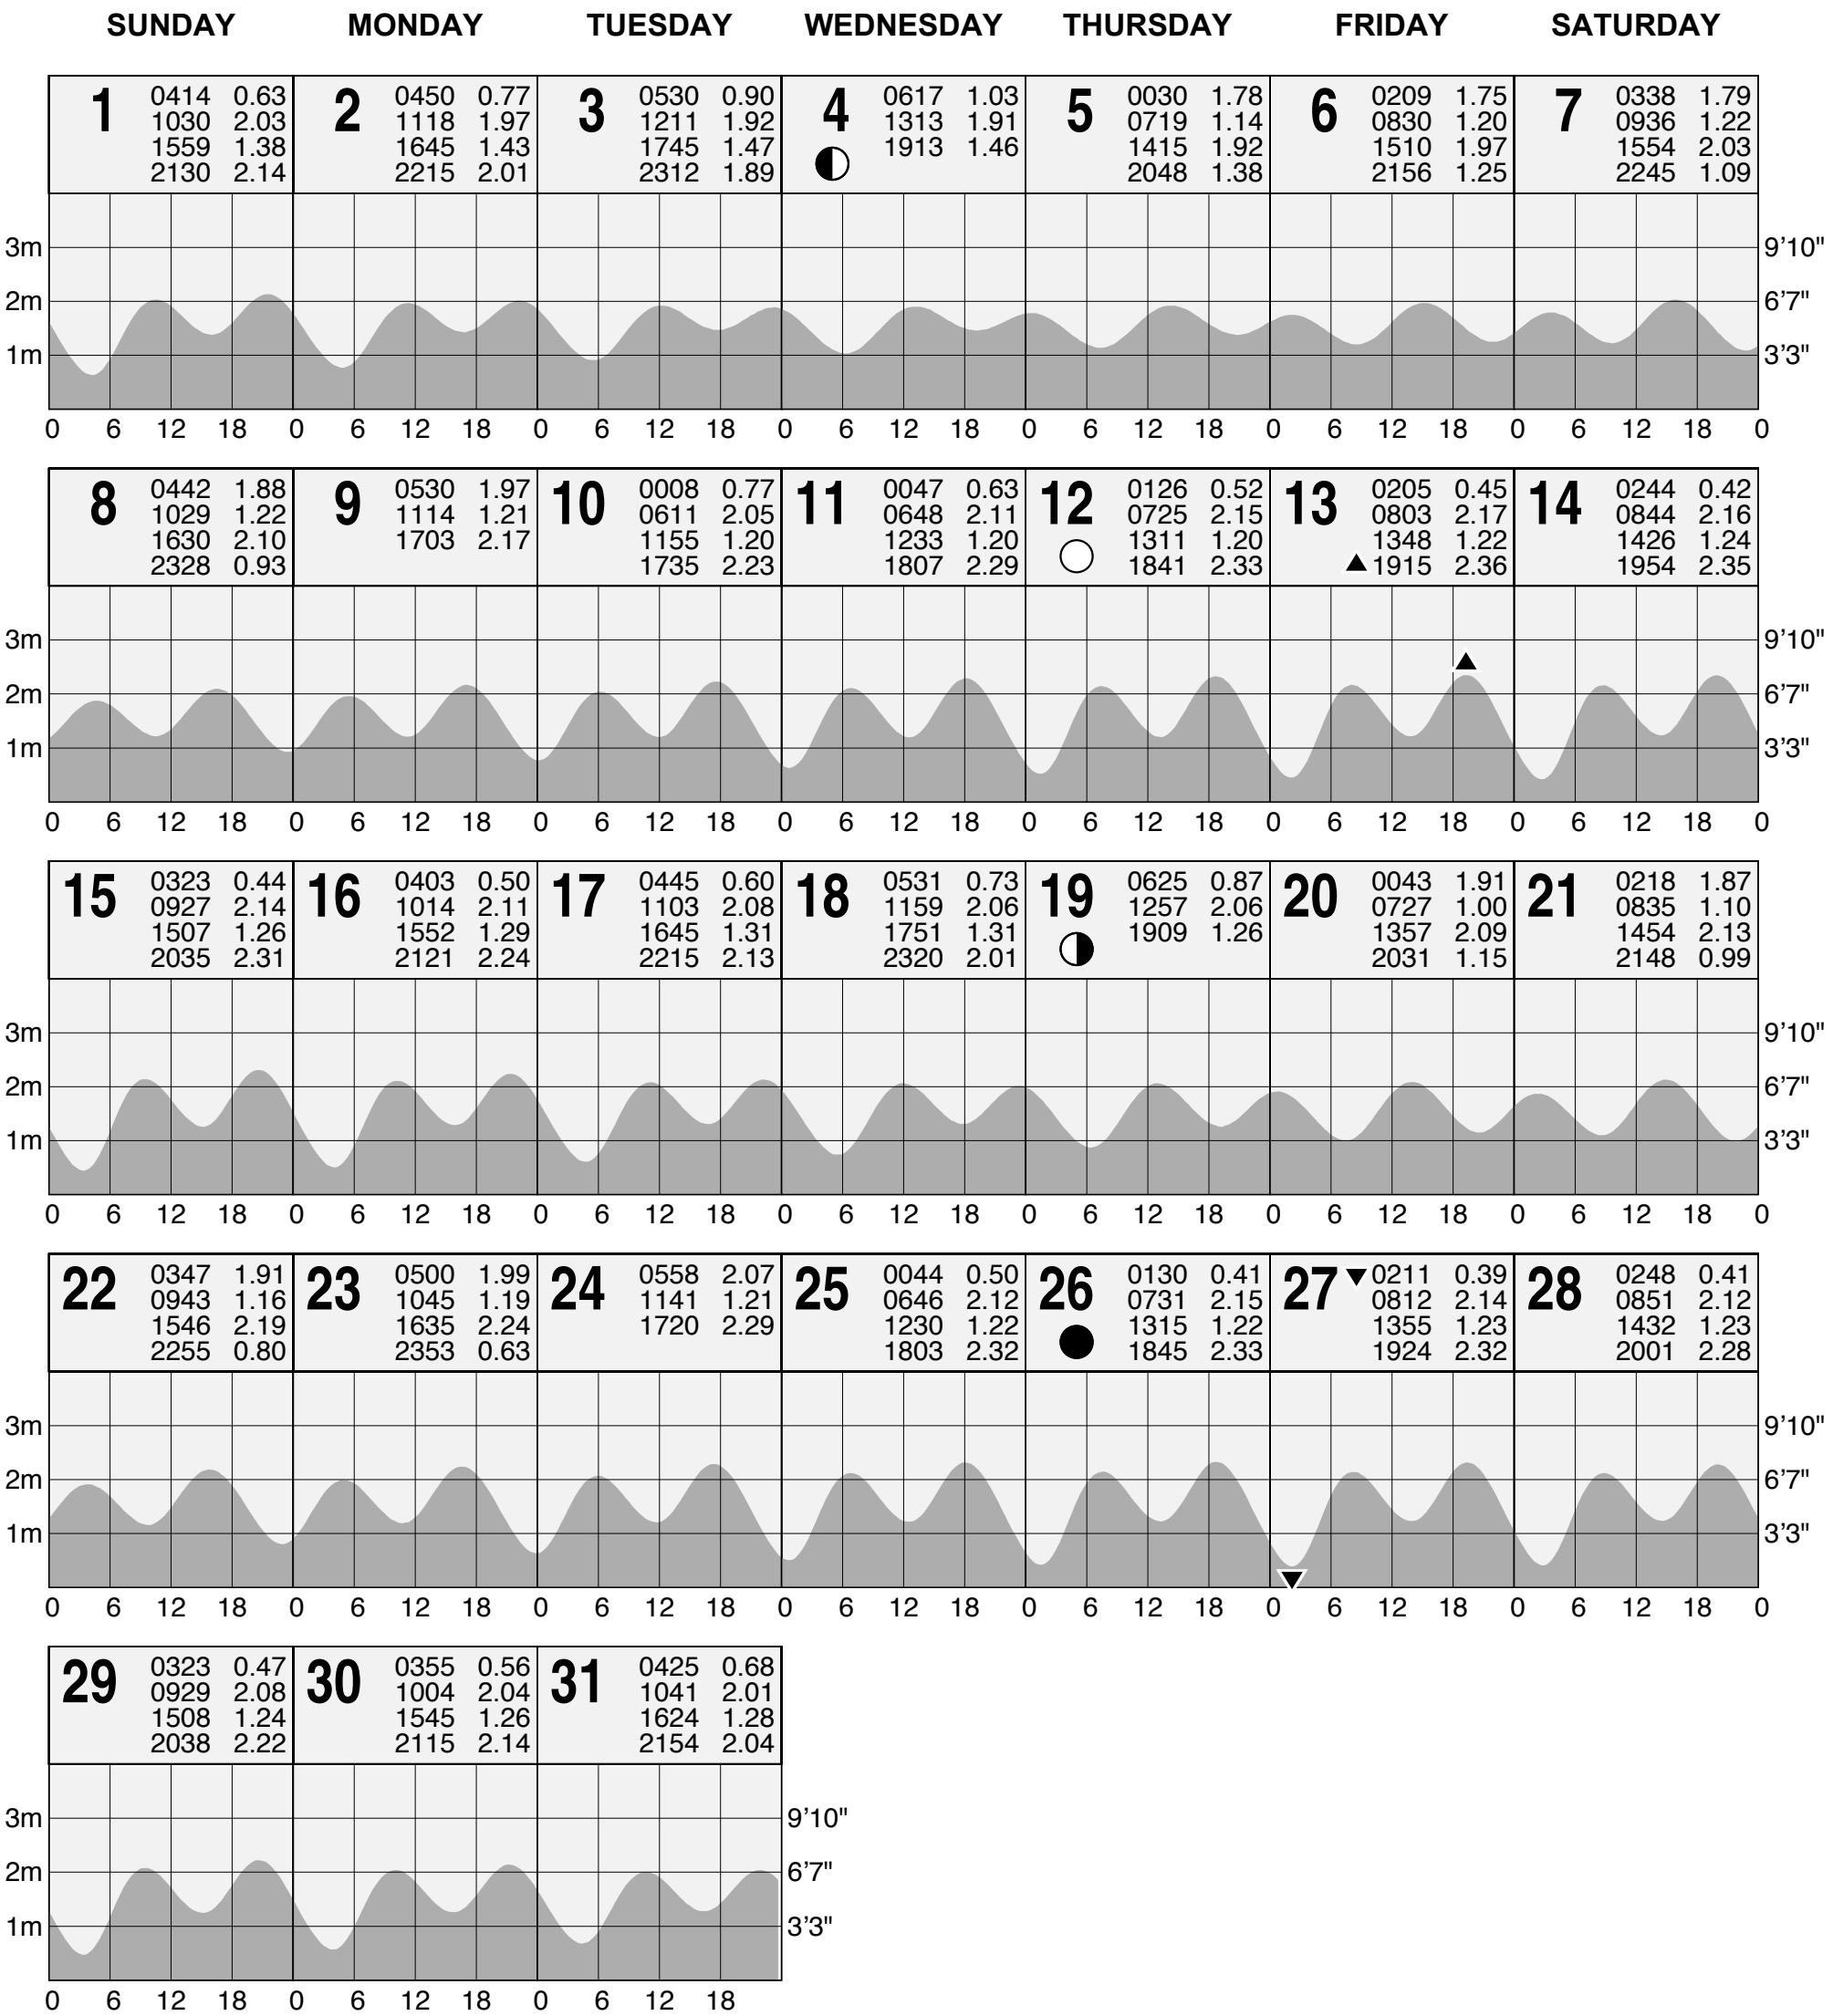 SUNDAY MONDAY TUESDAY WEDNESDAY THURSDAY FRIDAY SATURDAY
1 0414 0.63 2 0450 0.77 3 0530 0.90 4 0617 1.03 5 0030 1.78 6 0209 1.75 7 0338 1.79
1030 2.03 1118 1.97 1211 1.92 1313 1.91 0719 1.14 0830 1.20 0936 1.22
1559 1.38 1645 1.43 1745 1.47 1913 1.46 1415 1.92 1510 1.97 1554 2.03
2130 2.14 2215 2.01 2312 1.89 2048 1.38 2156 1.25 2245 1.09
3m 9'10"
2m 6'7"
1m 3'3"
0 6 12 18 0 6 12 18 0 6 12 18 0 6 12 18 0 6 12 18 0 6 12 18 0 6 12 18 0
8 0442 1.88 9 0530 1.97 10 0008 0.77 11 0047 0.63 12 0126 0.52 13 0205 0.45 14 0244 0.42
1029 1.22 1114 1.21 0611 2.05 0648 2.11 0725 2.15 0803 2.17 0844 2.16
1630 2.10 1703 2.17 1155 1.20 1233 1.20 1311 1.20 1348 1.22 1426 1.24
2328 0.93 1735 2.23 1807 2.29 1841 2.33 1915 2.36 1954 2.35
3m 9'10"
2m 6'7"
1m 3'3"
0 6 12 18 0 6 12 18 0 6 12 18 0 6 12 18 0 6 12 18 0 6 12 18 0 6 12 18 0
15 0323 0.44 16 0403 0.50 17 0445 0.60 18 0531 0.73 19 0625 0.87 20 0043 1.91 21 0218 1.87
0927 2.14 1014 2.11 1103 2.08 1159 2.06 1257 2.06 0727 1.00 0835 1.10
1507 1.26 1552 1.29 1645 1.31 1751 1.31 1909 1.26 1357 2.09 1454 2.13
2035 2.31 2121 2.24 2215 2.13 2320 2.01 2031 1.15 2148 0.99
3m 9'10"
2m 6'7"
1m 3'3"
0 6 12 18 0 6 12 18 0 6 12 18 0 6 12 18 0 6 12 18 0 6 12 18 0 6 12 18 0
22 0347 1.91 23 0500 1.99 24 0558 2.07 25 0044 0.50 26 0130 0.41 27 0211 0.39 28 0248 0.41
0943 1.16 1045 1.19 1141 1.21 0646 2.12 0731 2.15 0812 2.14 0851 2.12
1546 2.19 1635 2.24 1720 2.29 1230 1.22 1315 1.22 1355 1.23 1432 1.23
2255 0.80 2353 0.63 1803 2.32 1845 2.33 1924 2.32 2001 2.28
3m 9'10"
2m 6'7"
1m 3'3"
0 6 12 18 0 6 12 18 0 6 12 18 0 6 12 18 0 6 12 18 0 6 12 18 0 6 12 18 0
29 0323 0.47 30 0355 0.56 31 0425 0.68
0929 2.08 1004 2.04 1041 2.01
1508 1.24 1545 1.26 1624 1.28
2038 2.22 2115 2.14 2154 2.04
3m 9'10"
2m 6'7"
1m 3'3"
0 6 12 18 0 6 12 18 0 6 12 18